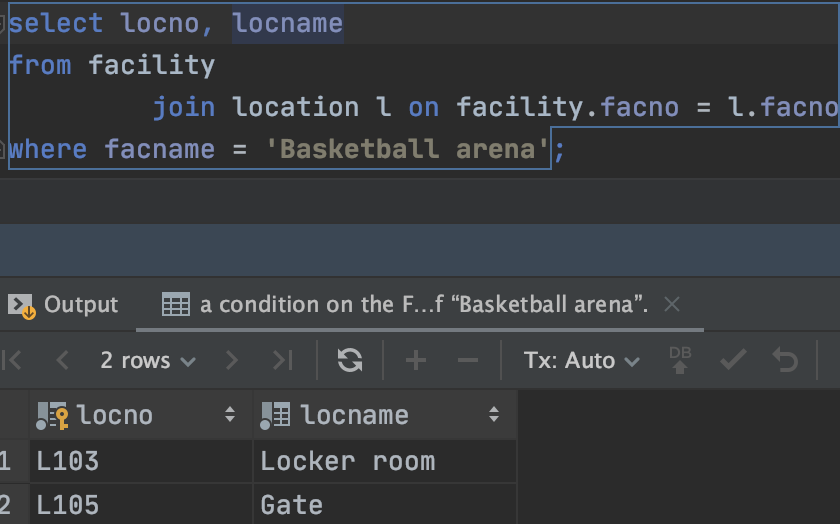 select locno, locname
from facility
join location l on facility.facno = l.facno
where facname = 'Basketball arena';
Output
a condition on the F...f “Basketball arena”.
2 rows
Tx: Auto
DB
locno locname
1 L103 Locker room
2 L105 Gate